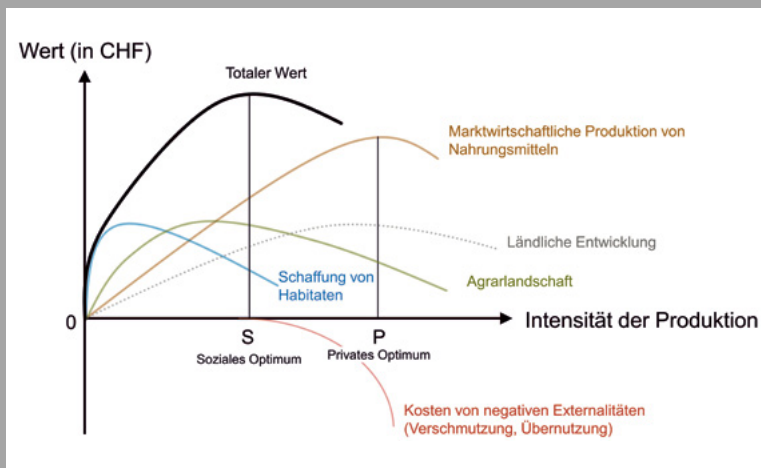 Wert (in CHF)
Totaler Wert
Marktwirtschaftliche Produktion von
Nahrungsmitteln
Ländliche Entwicklung
Schaffung von
Habitaten
Agrarlandschaft
0
Intensität der Produktion
S
Soziales Optimum
P
Privates Optimum
Kosten von negativen Externalitäten
(Verschmutzung, Übernutzung)